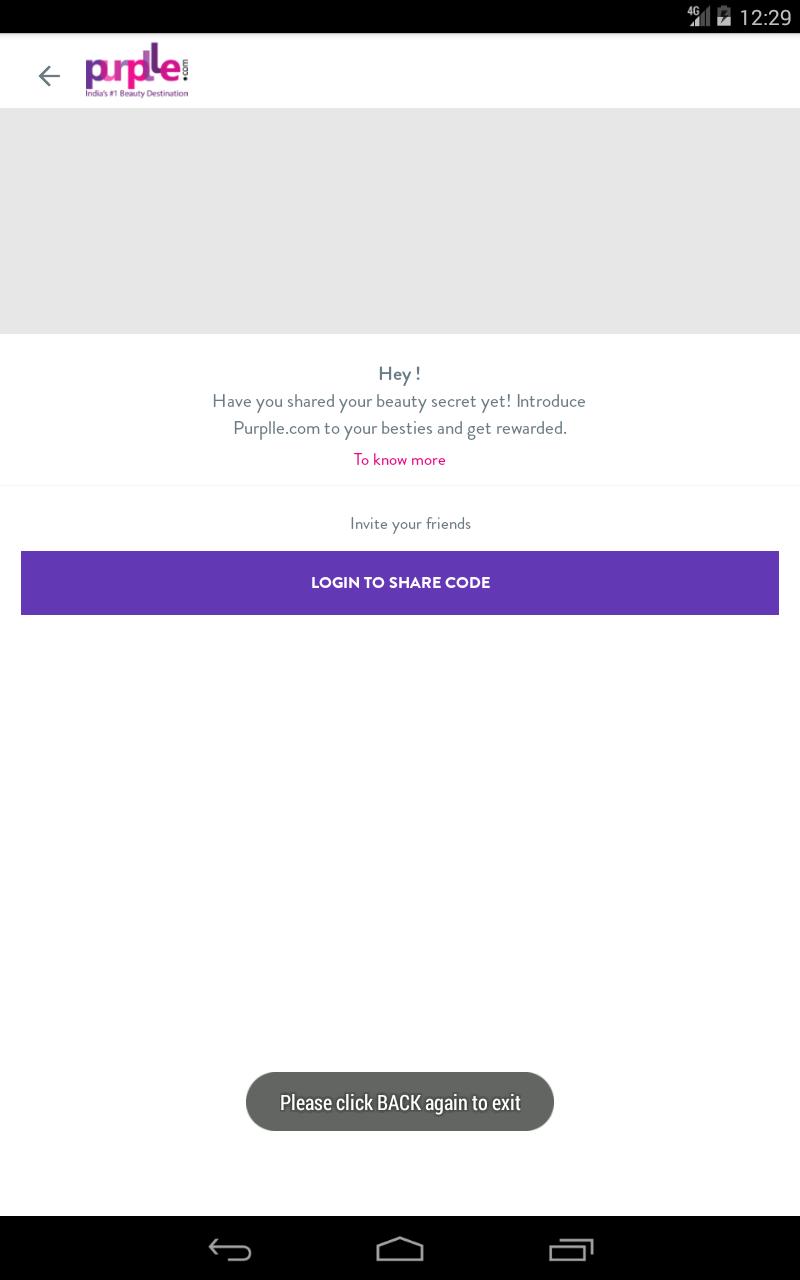 4G 12:29
purplle.com
India's #1 Beauty Destination
Hey !
Have you shared your beauty secret yet! Introduce
Purplle.com to your besties and get rewarded.
To know more
Invite your friends
LOGIN TO SHARE CODE
Please click BACK again to exit